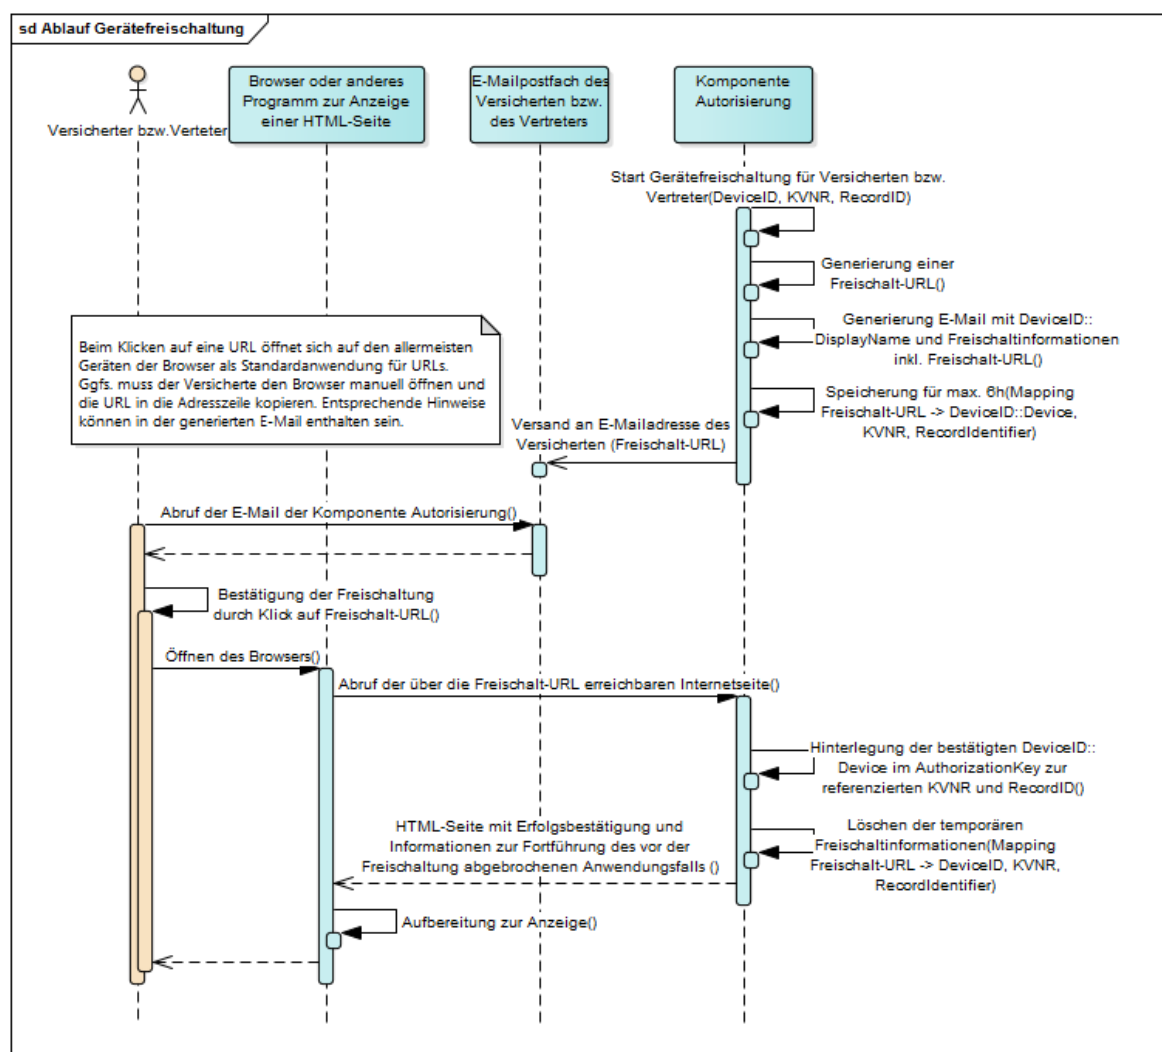 sd Ablauf Gerätefreischaltung
Versicherter bzw.Verteter
Browser oder anderes
Programm zur Anzeige
einer HTML-Seite
E-Mailpostfach des
Versicherten bzw.
des Vertreters
Komponente
Autorisierung
Start Gerätefreischaltung für Versicherten bzw.
Vertreter(DeviceID, KVNR, RecordID)
Generierung einer
Freischalt-URL()
Generierung E-Mail mit DeviceID::
DisplayName und Freischaltinformationen
inkl. Freischalt-URL()
Beim Klicken auf eine URL öffnet sich auf den allermeisten
Geräten der Browser als Standardanwendung für URLs.
Ggfs. muss der Versicherte den Browser manuell öffnen und
die URL in die Adresszeile kopieren. Entsprechende Hinweise
können in der generierten E-Mail enthalten sein.
Speicherung für max. 6h(Mapping
Freischalt-URL -> DeviceID::Device,
KVNR, RecordIdentifier)
Versand an E-Mailadresse des
Versicherten (Freischalt-URL)
Abruf der E-Mail der Komponente Autorisierung()
Bestätigung der Freischaltung
durch Klick auf Freischalt-URL()
Öffnen des Browsers()
Abruf der über die Freischalt-URL erreichbaren Internetseite()
Hinterlegung der bestätigten DeviceID::
Device im AuthorizationKey zur
referenzierten KVNR und RecordID()
Löschen der temporären
Freischaltinformationen(Mapping
Freischalt-URL -> DeviceID, KVNR,
RecordIdentifier)
HTML-Seite mit Erfolgsbestätigung und
Informationen zur Fortführung des vor der
Freischaltung abgebrochenen Anwendungsfalls ()
Aufbereitung zur Anzeige()